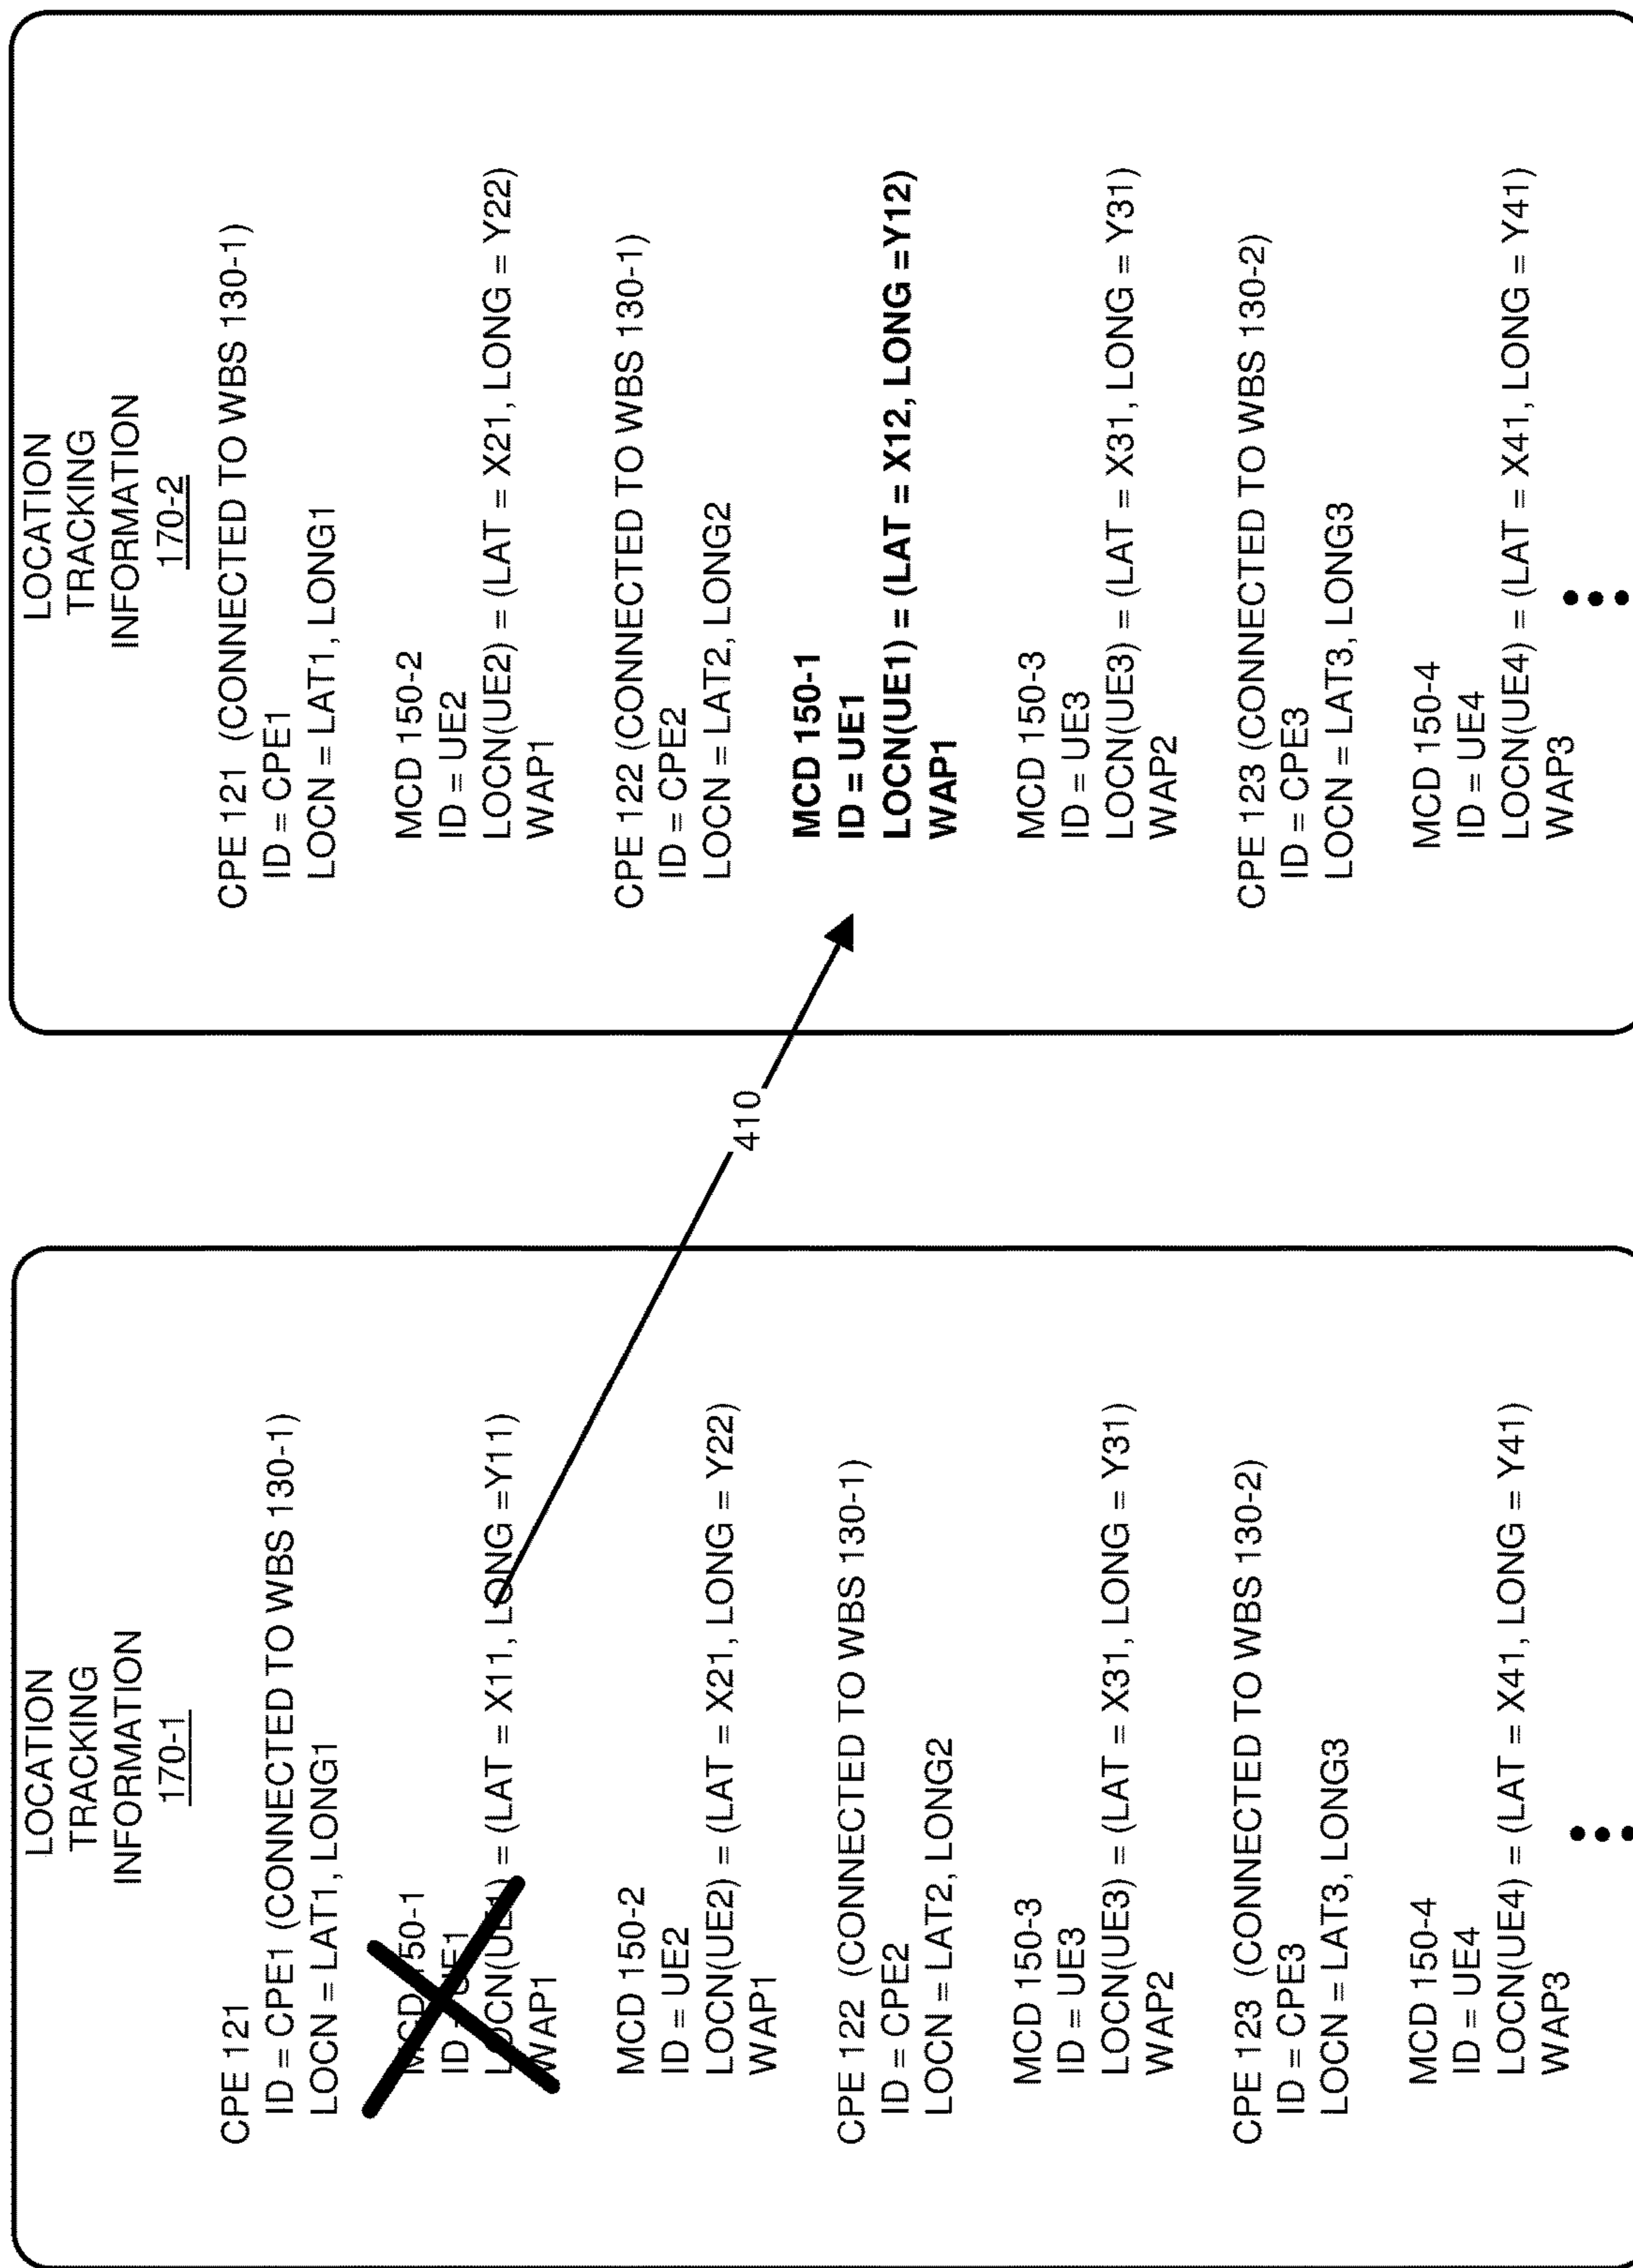 LOCATION
TRACKING
INFORMATION
170-1
CPE 121
ID = CPE1 (CONNECTED TO WBS 130-1)
LOCN = LAT1, LONG1
MCD 150-1
ID = UE1
LOCN(UE1) = (LAT = X11, LONG =Y11)
WAP1
MCD 150-2
ID = UE2
LOCN(UE2) = (LAT = X21, LONG = Y22)
WAP1
CPE 122 (CONNECTED TO WBS 130-1)
ID = CPE2
LOCN = LAT2, LONG2
MCD 150-3
ID = UE3
LOCN(UE3) = (LAT = X31, LONG = Y31)
WAP2
CPE 123 (CONNECTED TO WBS 130-2)
ID = CPE3
LOCN = LAT3, LONG3
MCD 150-4
ID = UE4
LOCN(UE4) = (LAT = X41, LONG = Y41)
WAP3
410
LOCATION
TRACKING
INFORMATION
170-2
CPE 121 (CONNECTED TO WBS 130-1)
ID = CPE1
LOCN = LAT1, LONG1
MCD 150-2
ID = UE2
LOCN(UE2) = (LAT = X21, LONG = Y22)
WAP1
CPE 122 (CONNECTED TO WBS 130-1)
ID = CPE2
LOCN = LAT2, LONG2
MCD 150-1
ID = UE1
LOCN(UE1) = (LAT = X12, LONG =Y12)
WAP1
MCD 150-3
ID = UE3
LOCN(UE3) = (LAT = X31, LONG = Y31)
WAP2
CPE 123 (CONNECTED TO WBS 130-2)
ID = CPE3
LOCN = LAT3, LONG3
MCD 150-4
ID = UE4
LOCN(UE4) = (LAT = X41, LONG = Y41)
WAP3